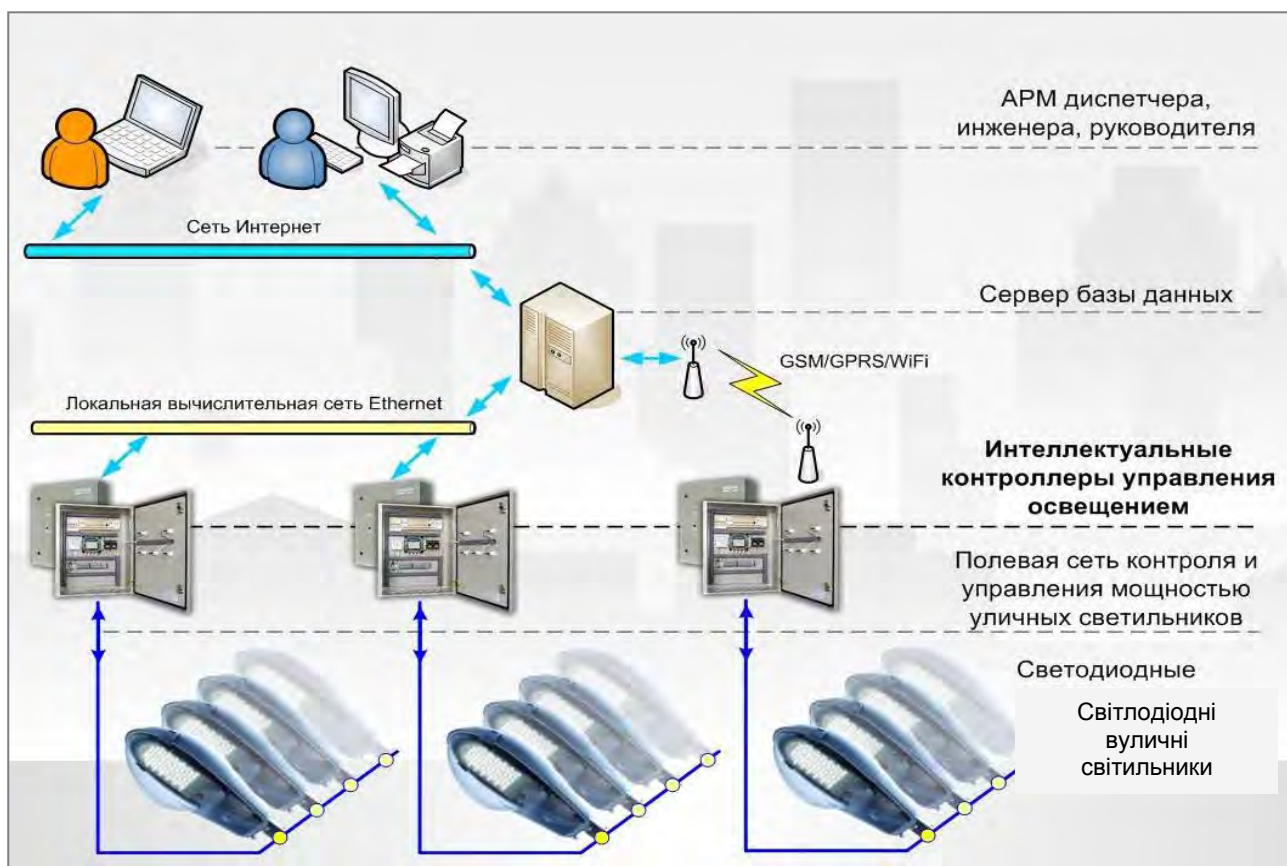 АРМ диспетчера,
инженера, руководителя
Сеть Интернет
Сервер базы данных
GSM/GPRS/WiFi
Локальная вычислительная сеть Ethernet
Интеллектуальные
контроллеры управления
освещением
Полевая сеть контроля и
управления мощностью
уличных светильников
Светодиодные
Світлодіодні
вуличні
світильники